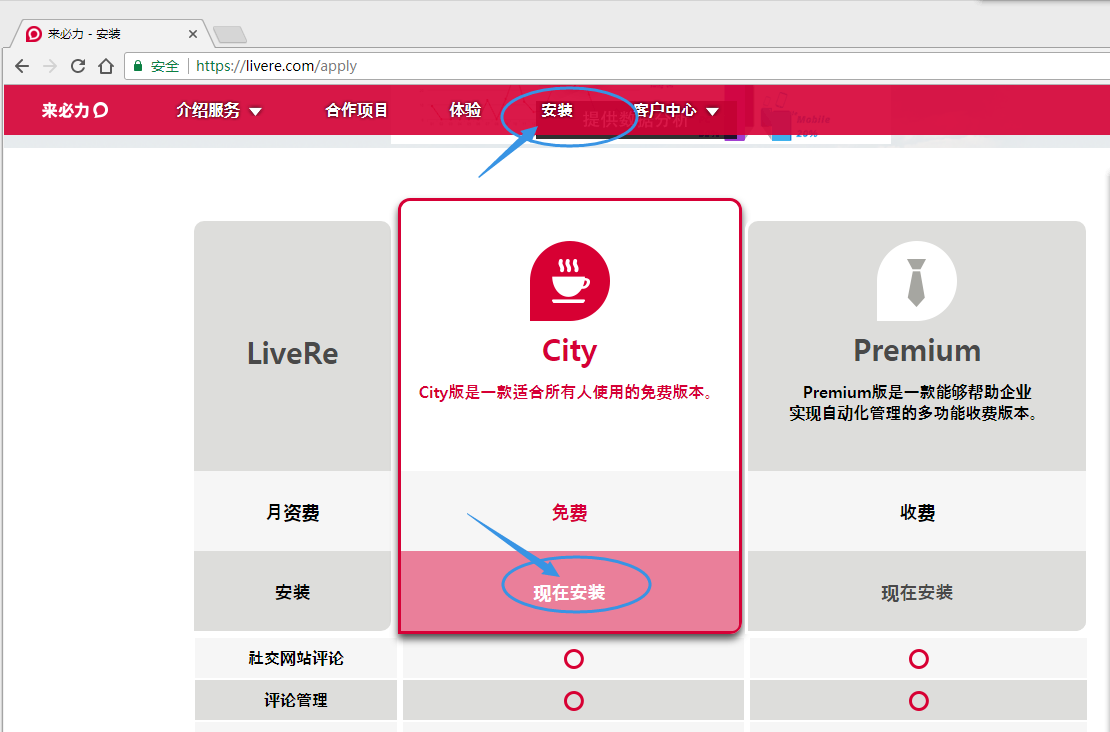 来必力 - 安装
安全 https://livere.com/apply
来必力 介绍服务 合作项目 体验 安装 客户中心
提供数据分析
Mobile
20%
LiveRe
City
City版是一款适合所有人使用的免费版本。
Premium
Premium版是一款能够帮助企业
实现自动化管理的多功能收费版本。
月资费 免费 收费
安装 现在安装 现在安装
社交网站评论
评论管理